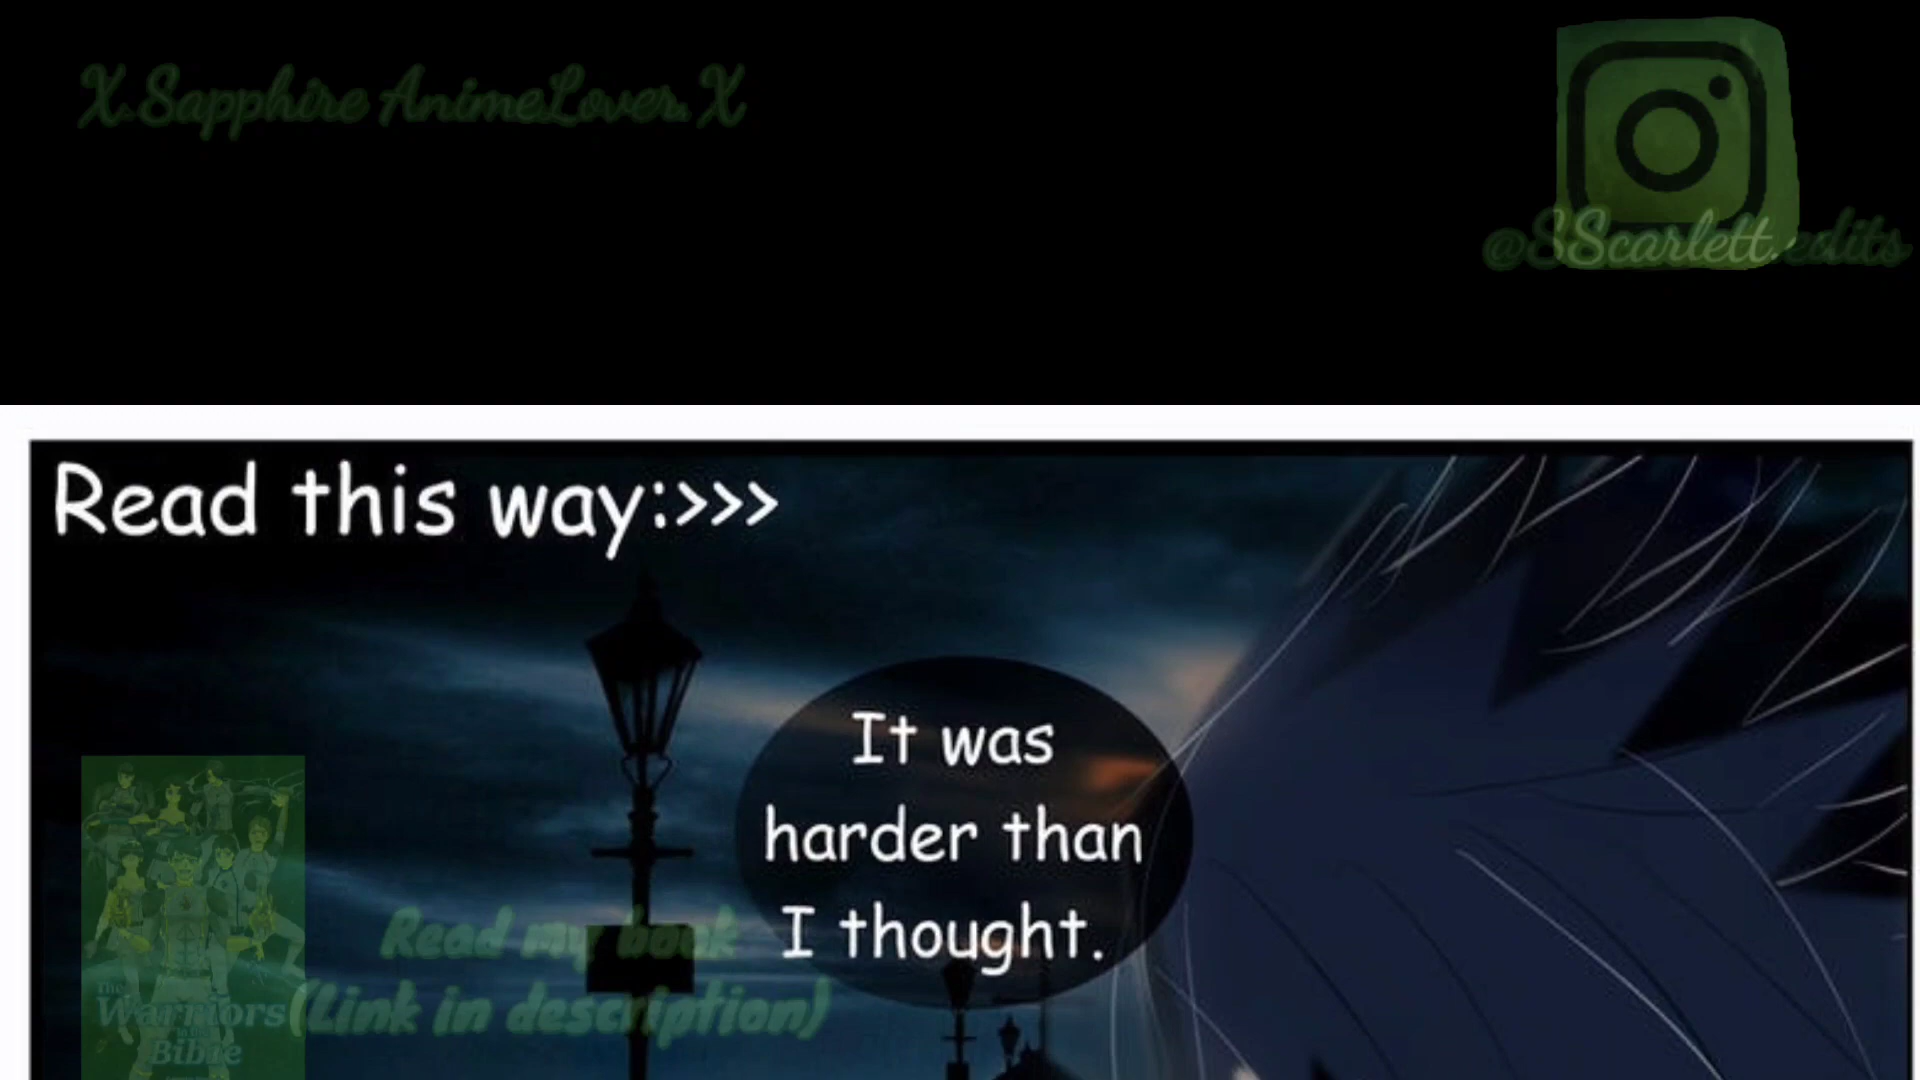 X.Sapphire AnimeLover.X
@SScarlett.edits
Read this way:>>>
It was
harder than
I thought.
Read my book
(Link in description)
The
Warriors
Bible